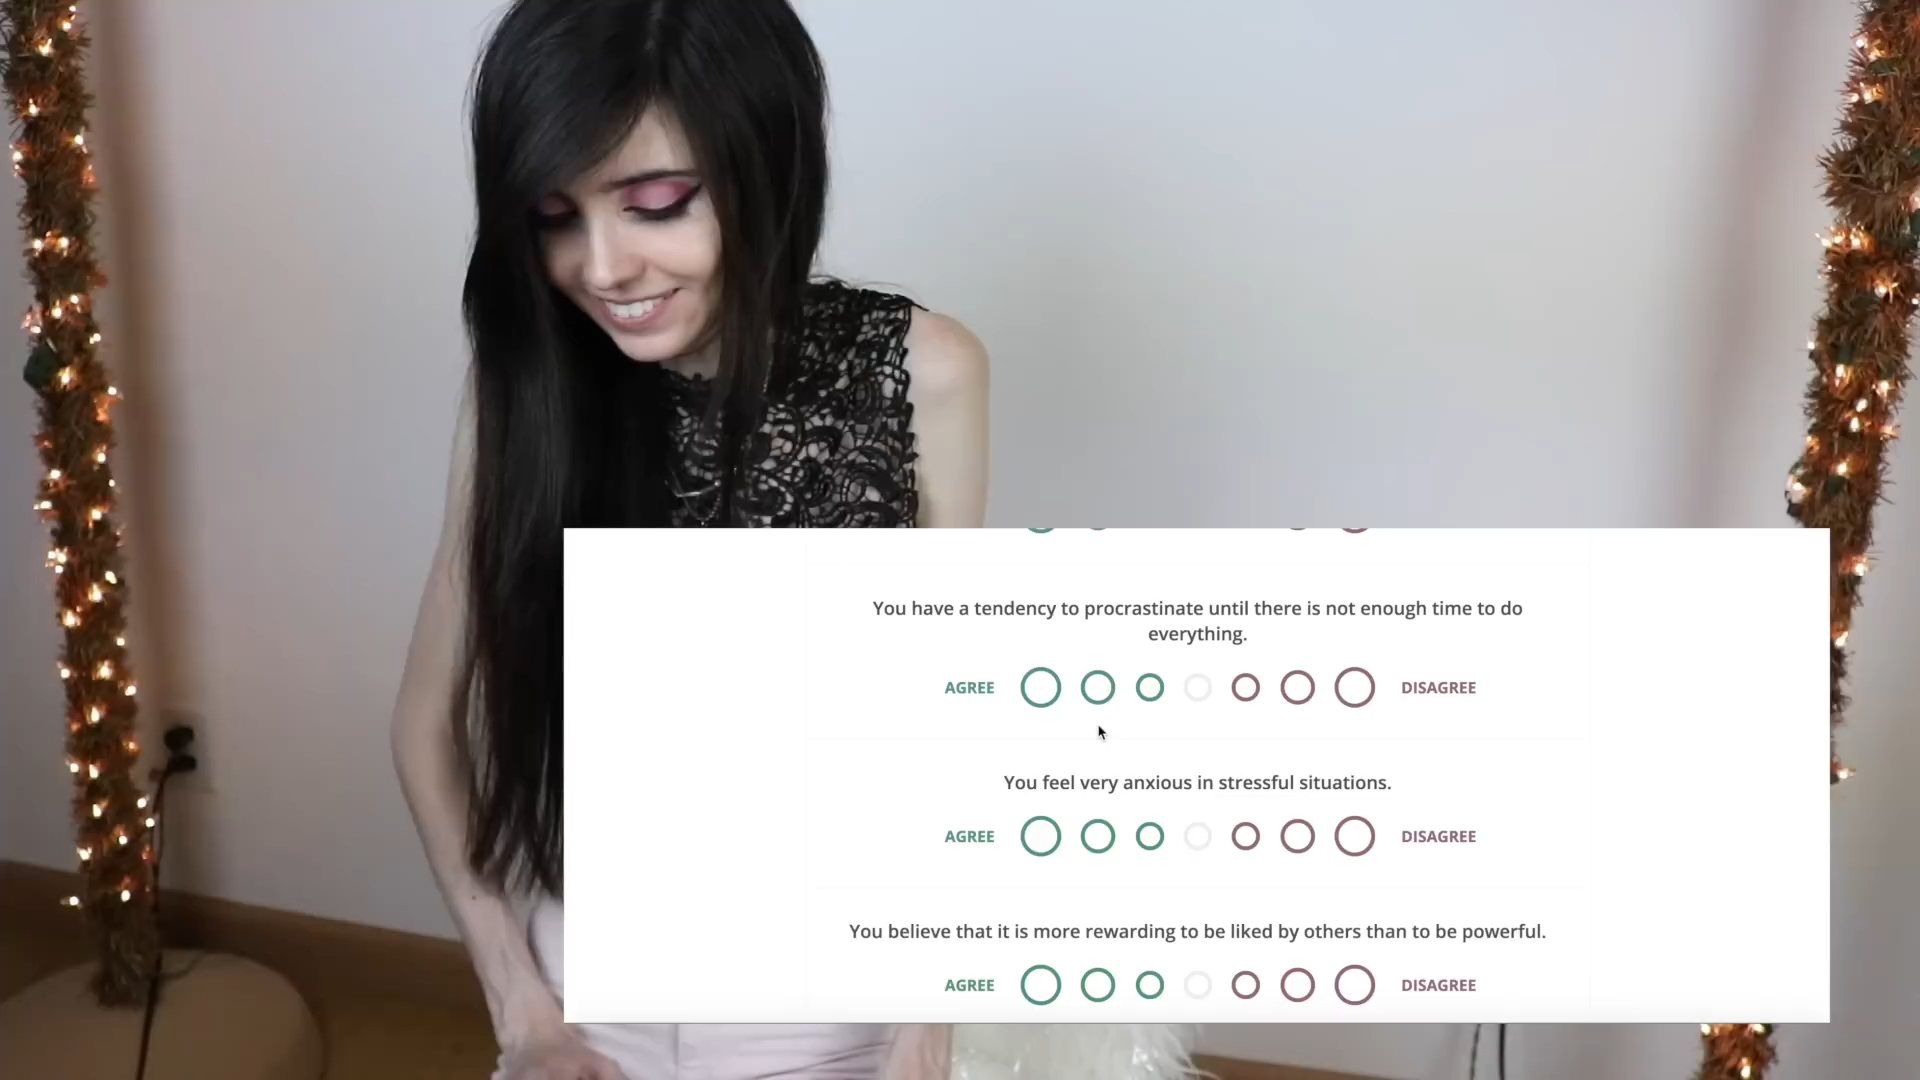 You have a tendency to procrastinate until there is not enough time to do
everything.
AGREE DISAGREE
You feel very anxious in stressful situations.
AGREE DISAGREE
You believe that it is more rewarding to be liked by others than to be powerful.
AGREE DISAGREE